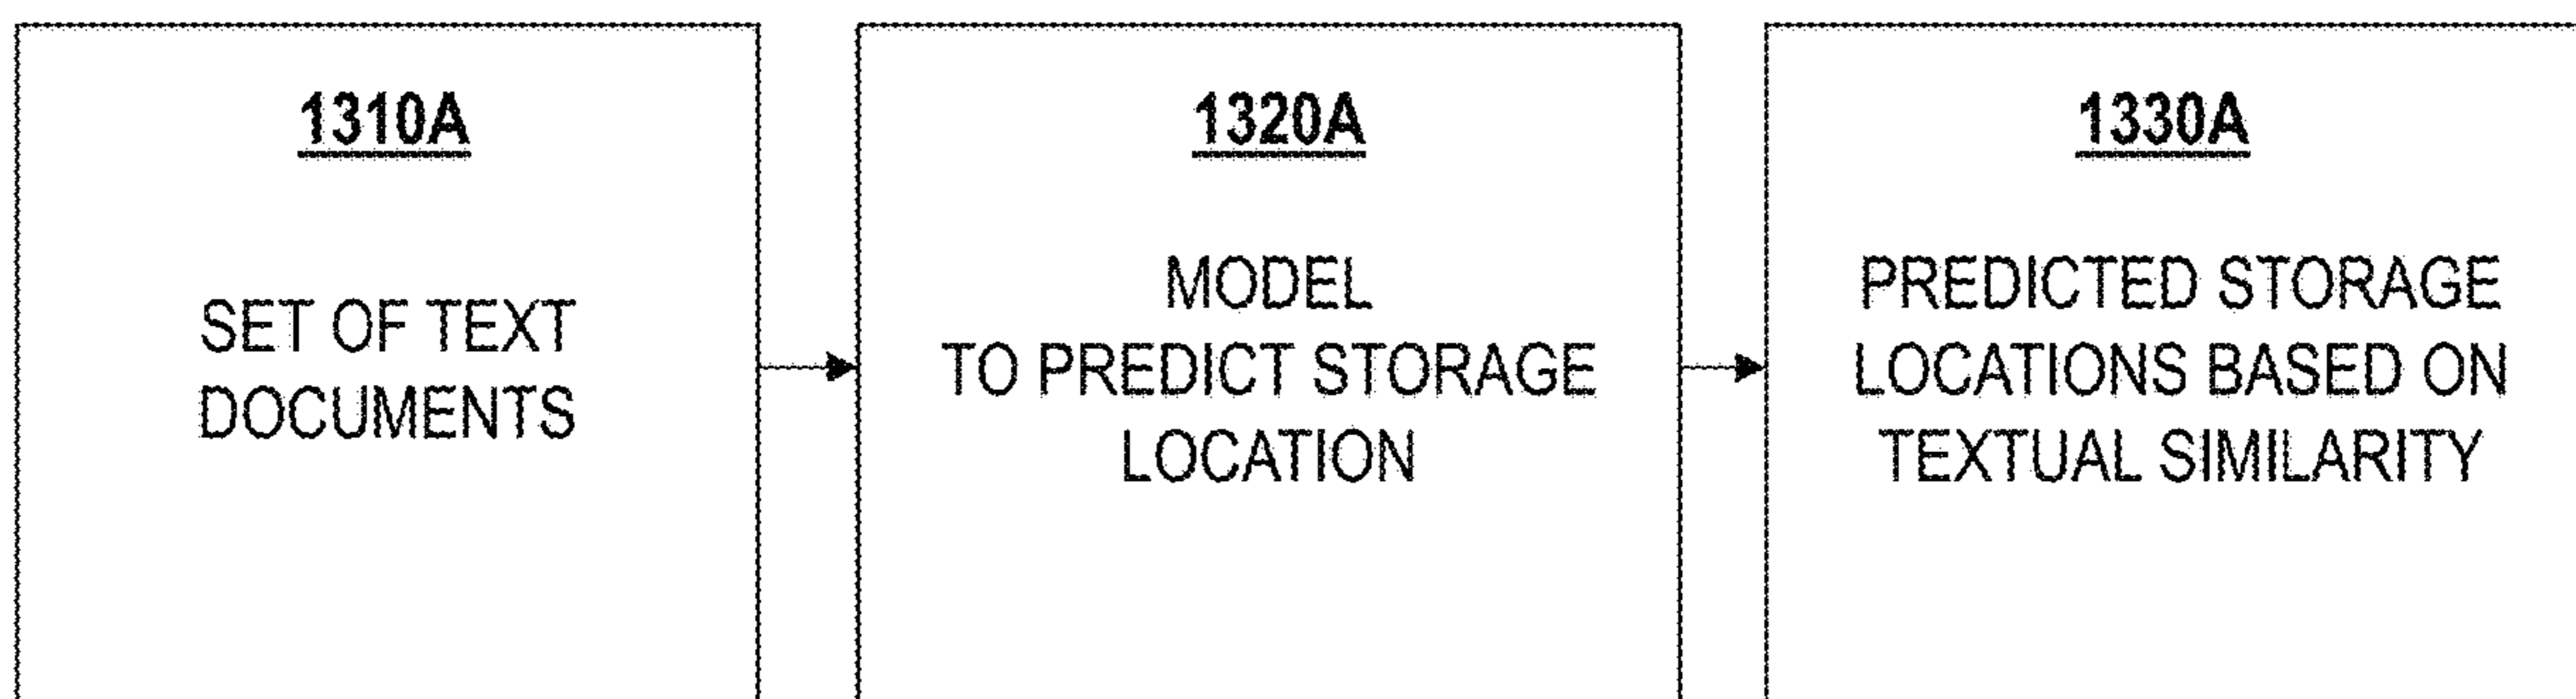 1310A
SET OF TEXT
DOCUMENTS
1320A
MODEL
TO PREDICT STORAGE
LOCATION
1330A
PREDICTED STORAGE
LOCATIONS BASED ON
TEXTUAL SIMILARITY